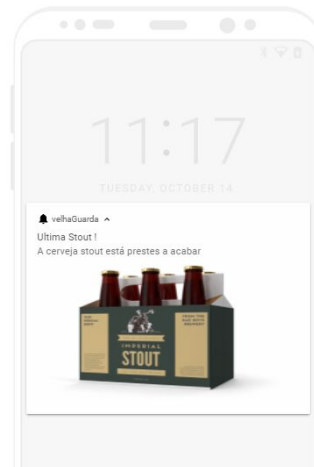 11:17
TUESDAY, OCTOBER 14
velhaGuarda
Ultima Stout !
A cerveja stout está prestes a acabar
IMPERIAL
STOUT